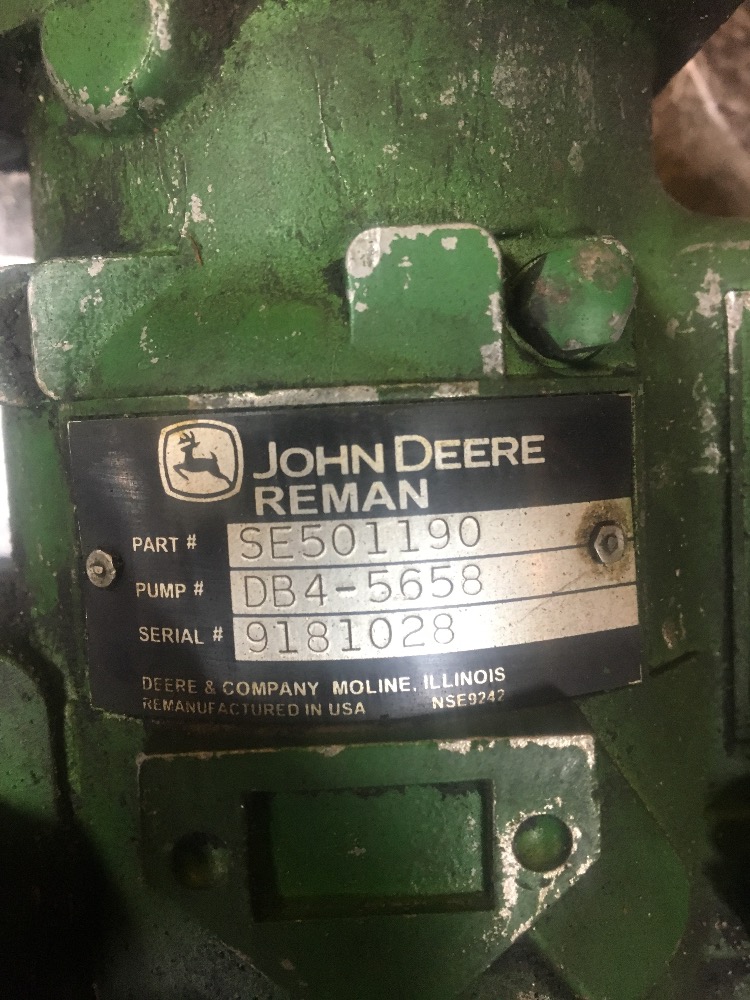 JOHN DEERE
REMAN
PART # SE501190
PUMP # DB4-5658
SERIAL # 9181028
DEERE & COMPANY MOLINE, ILLINOIS
REMANUFACTURED IN USA NSE9242